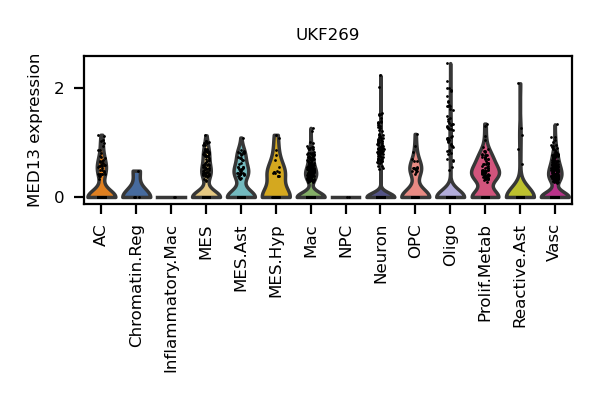 UKF269
MED13 expression
2
0
AC
Chromatin.Reg
Inflammatory.Mac
MES
MES.Ast
MES.Hyp
Mac
NPC
Neuron
OPC
Oligo
Prolif.Metab
Reactive.Ast
Vasc